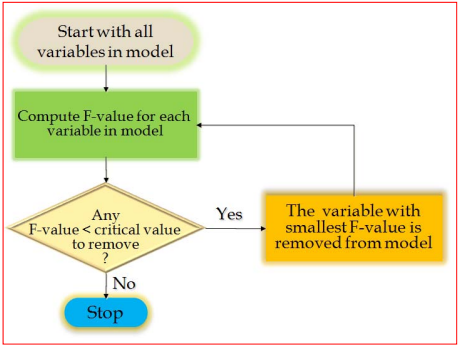 Start with all
variables in model
Compute F-value for each
variable in model
Any
F-value < critical value
to remove
?
Yes
The variable with
smallest F-value is
removed from model
No
Stop